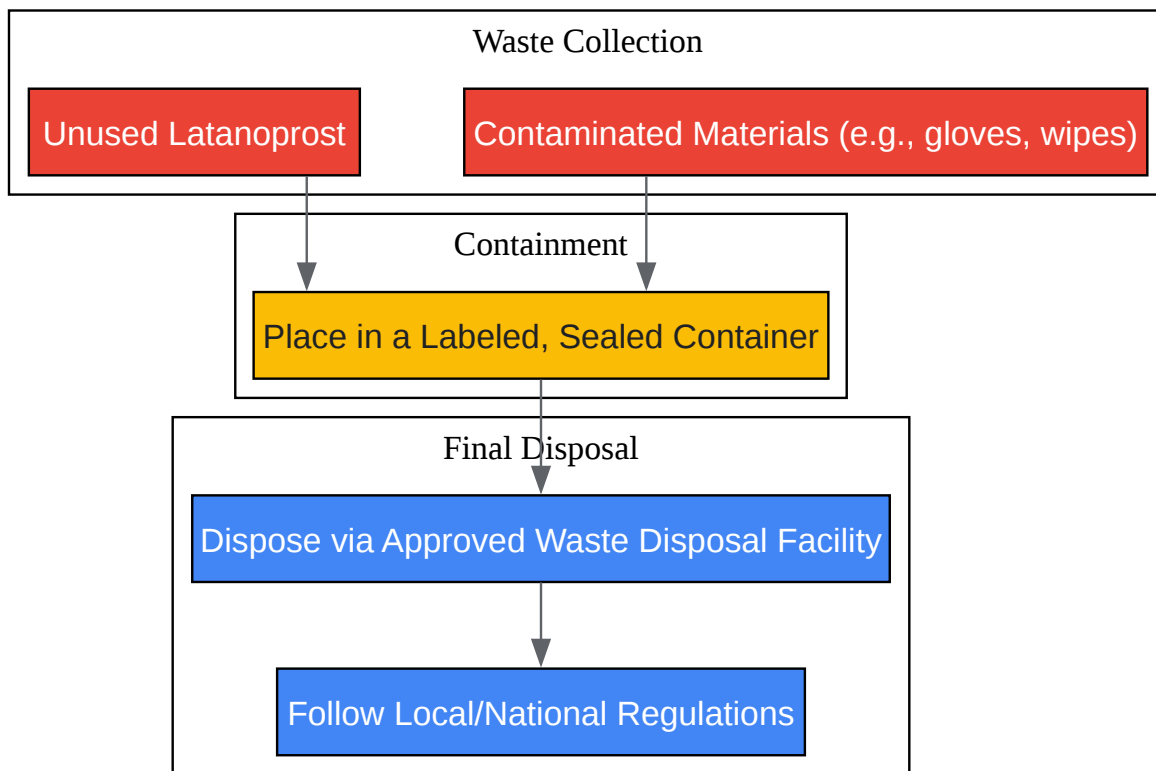 Waste Collection
Unused Latanoprost
Contaminated Materials (e.g., gloves, wipes)
Containment
Place in a Labeled, Sealed Container
Final Disposal
Dispose via Approved Waste Disposal Facility
Follow Local/National Regulations